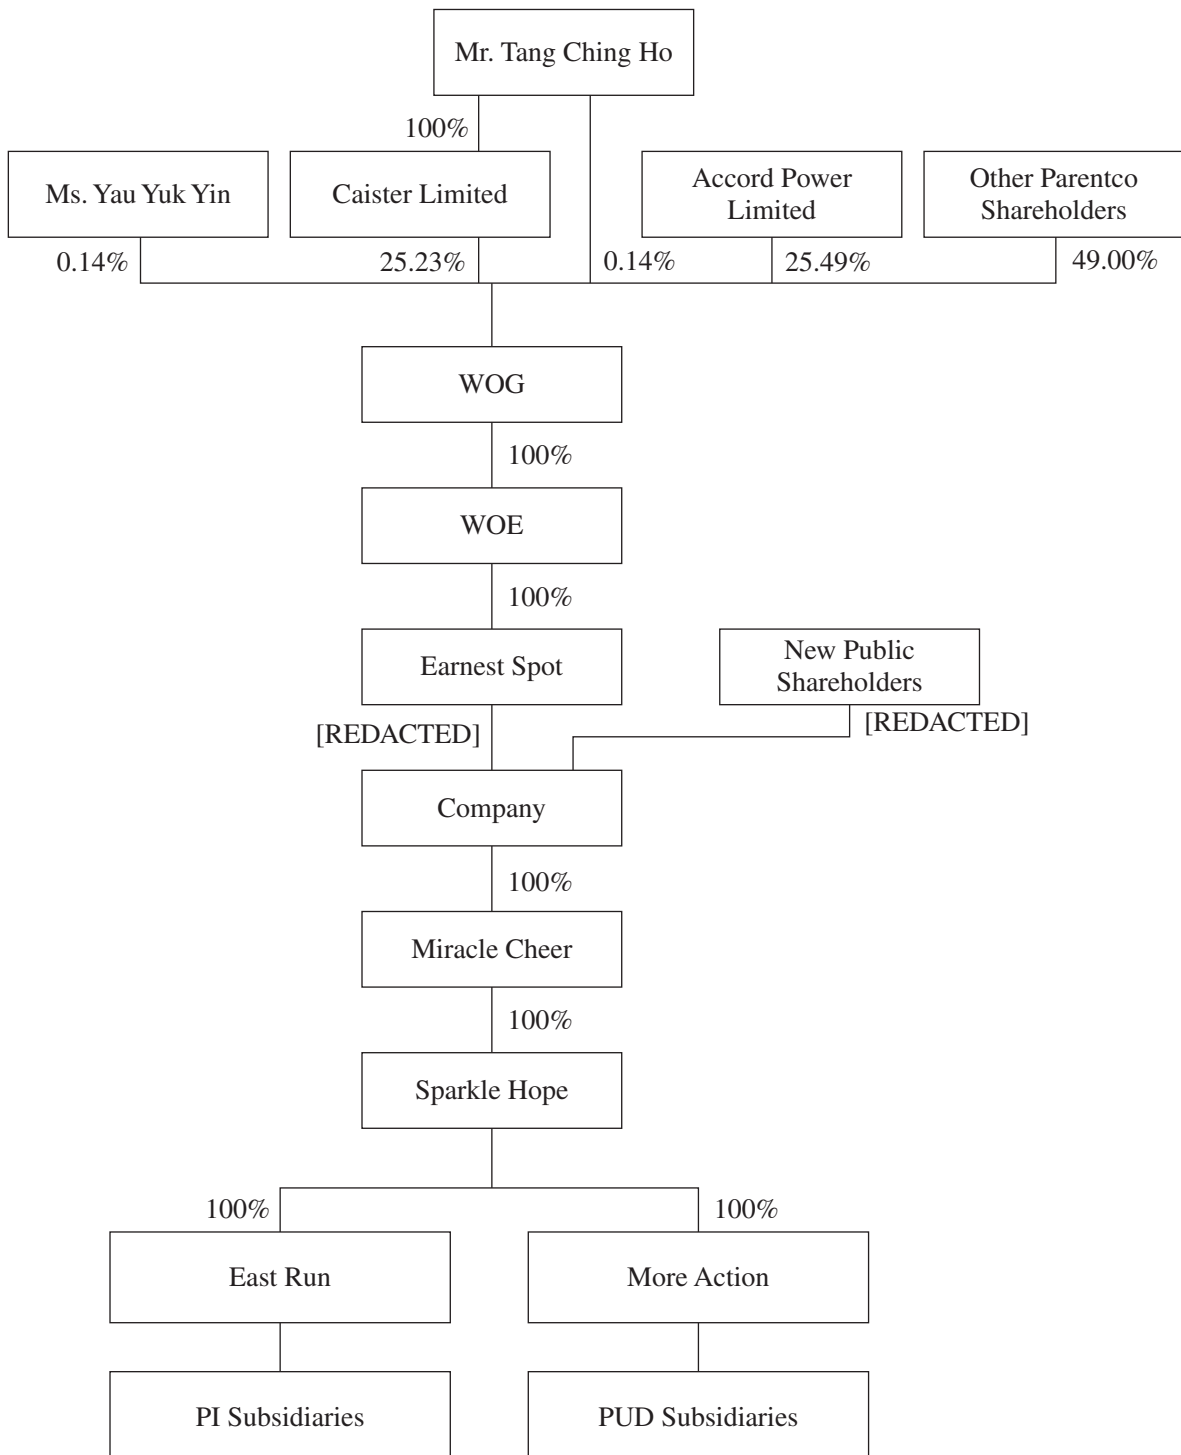 Mr. Tang Ching Ho
100%
Ms. Yau Yuk Yin
Caister Limited
Accord Power
Limited
Other Parentco
Shareholders
0.14%
25.23%
0.14%
25.49%
49.00%
WOG
100%
WOE
100%
Earnest Spot
New Public
Shareholders
[REDACTED]
[REDACTED]
Company
100%
Miracle Cheer
100%
Sparkle Hope
100%
100%
East Run
More Action
PI Subsidiaries
PUD Subsidiaries